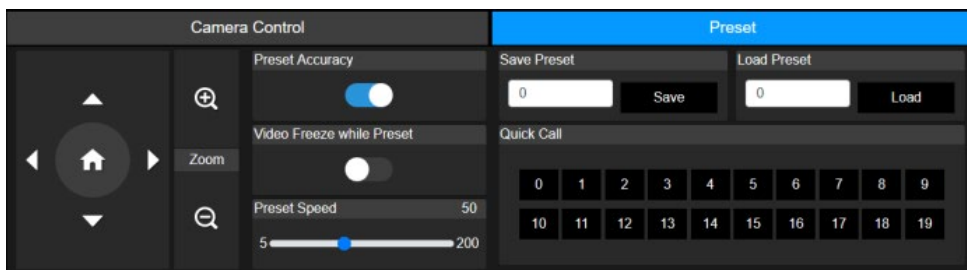 Camera Control
Preset
Preset Accuracy
Save Preset
Load Preset
0
Save
0
Load
Video Freeze while Preset
Quick Call
Zoom
0 1 2 3 4 5 6 7 8 9
Preset Speed 50
10 11 12 13 14 15 16 17 18 19
5 200